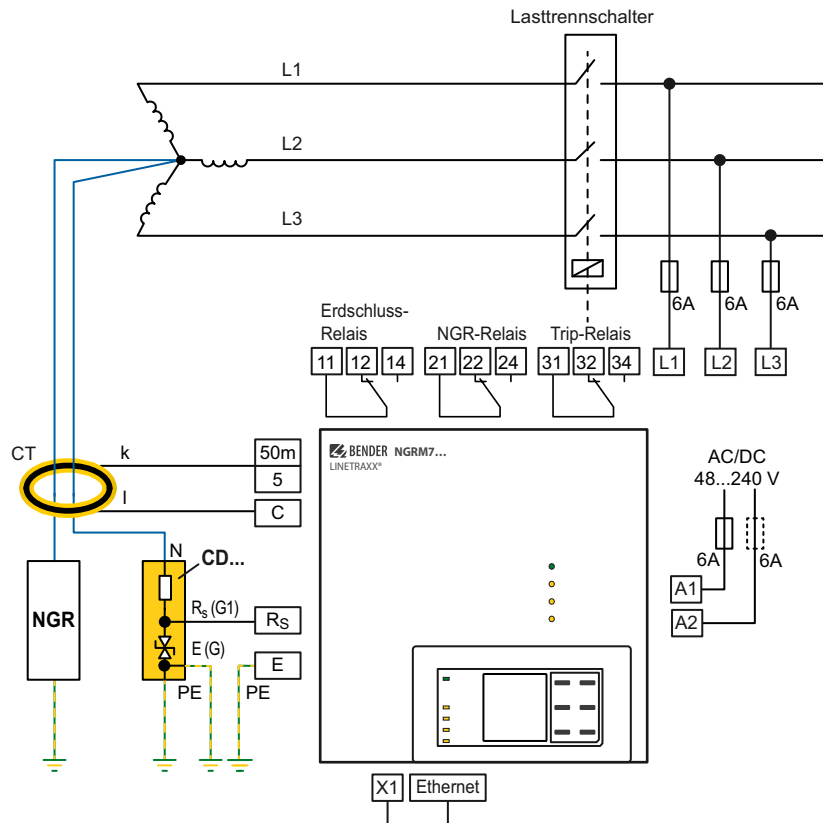 Lasttrennschalter
L1
L2
L3
6A
6A
6A
Erdschluss-
Relais
NGR-Relais
Trip-Relais
11 12 14
21 22 24
31 32 34
L1
L2
L3
CT
k
l
50m
5
C
BENDER NGRM7...
LINETRAXX®
AC/DC
48...240 V
6A
6A
A1
A2
N
CD...
NGR
Rs (G1)
RS
E (G)
E
PE
PE
X1
Ethernet